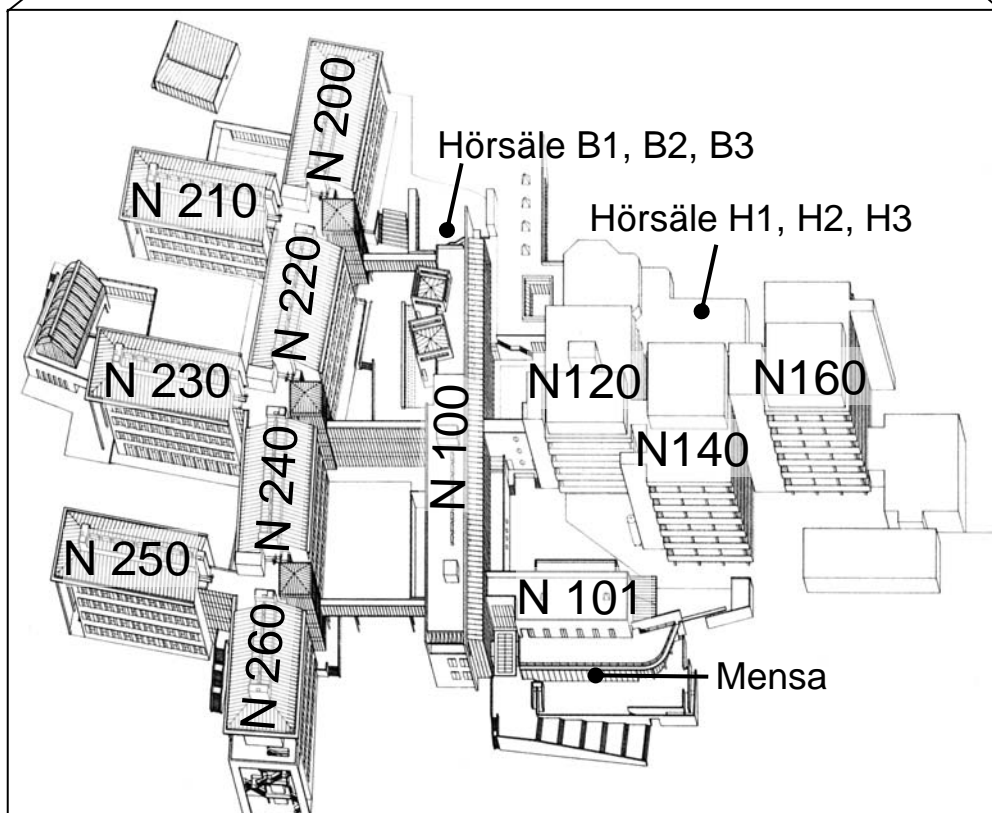 N 200
Hörsäle B1, B2, B3
N 210
Hörsäle H1, H2, H3
N 220
N 230
N120
N160
N 100
N140
N 240
N 250
N 101
N 260
Mensa